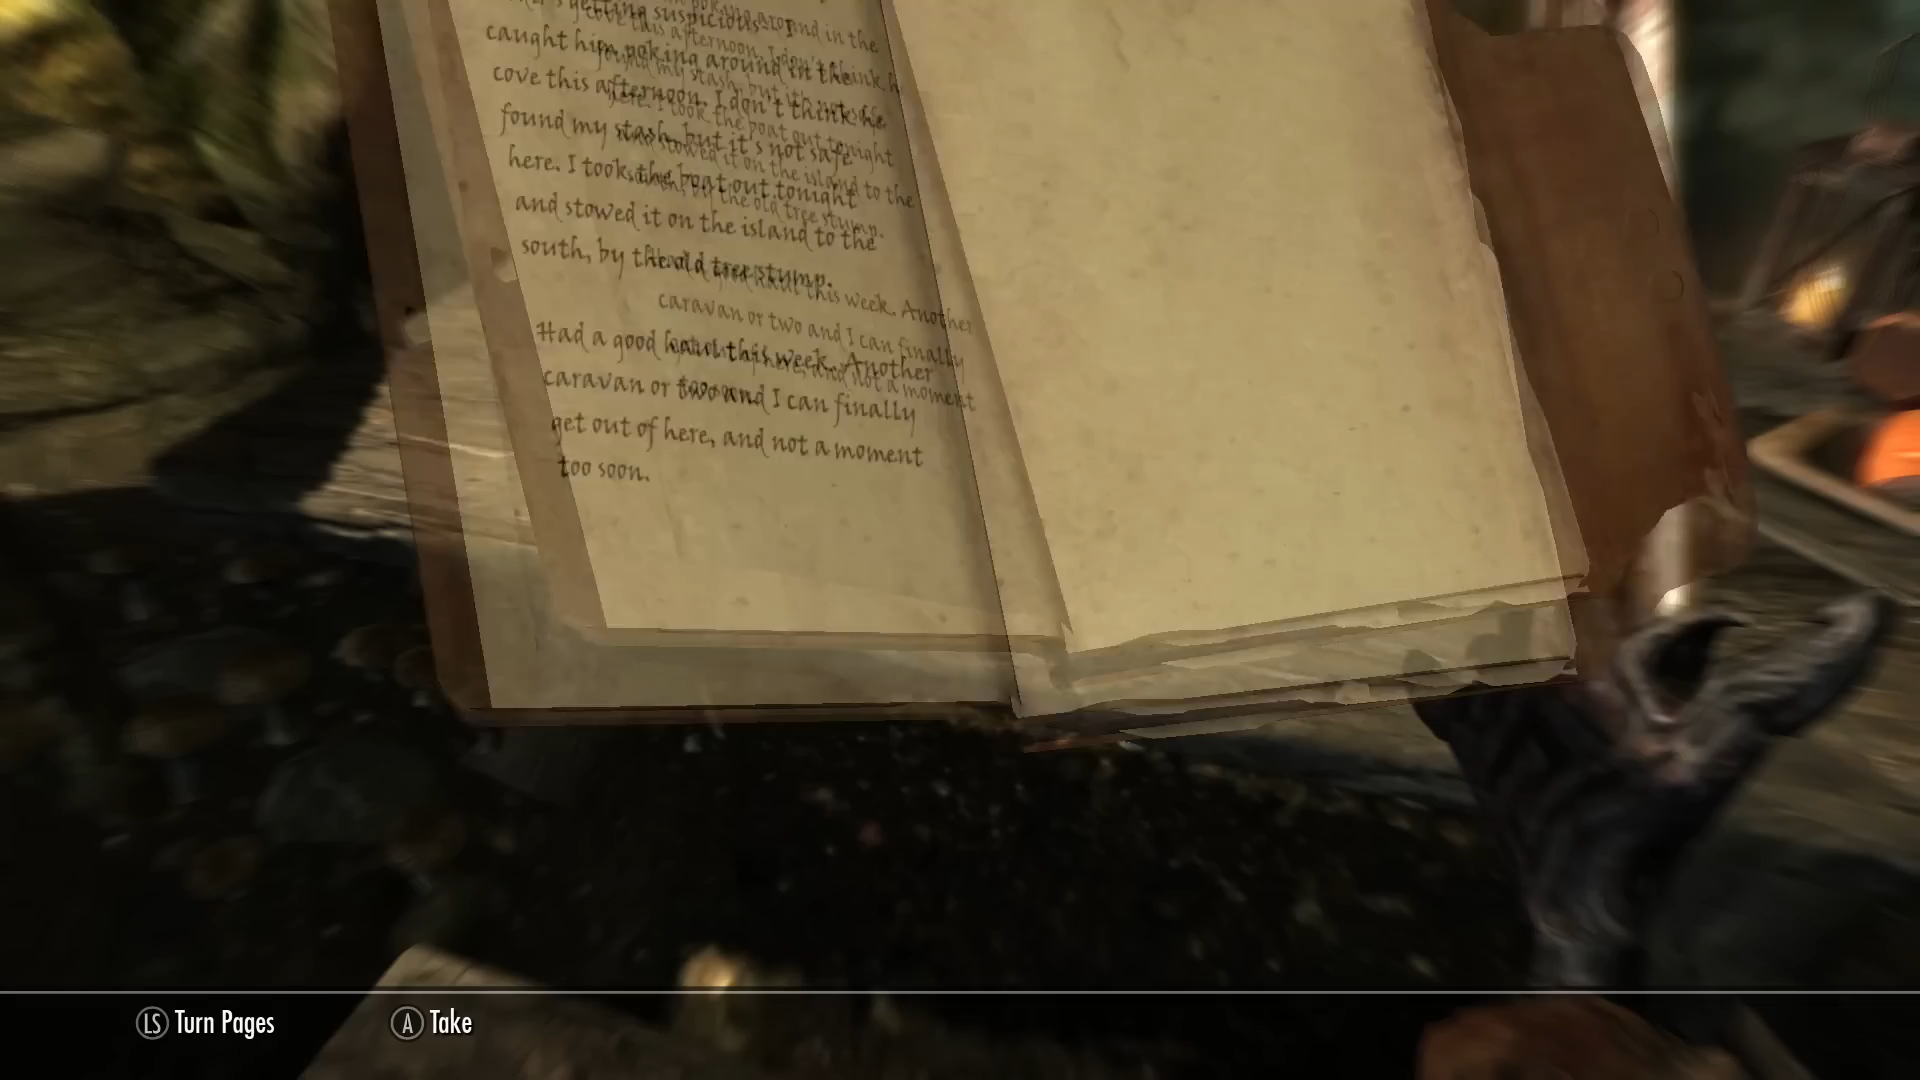 getting suspicious. I
caught him poking around in the
cove this afternoon. I don't think he
found my stash, but it's not safe
here. I took the boat out tonight
and stowed it on the island to the
south, by the old tree stump.
Had a good haul this week. Another
caravan or two and I can finally
get out of here, and not a moment
too soon.
LS Turn Pages
A Take